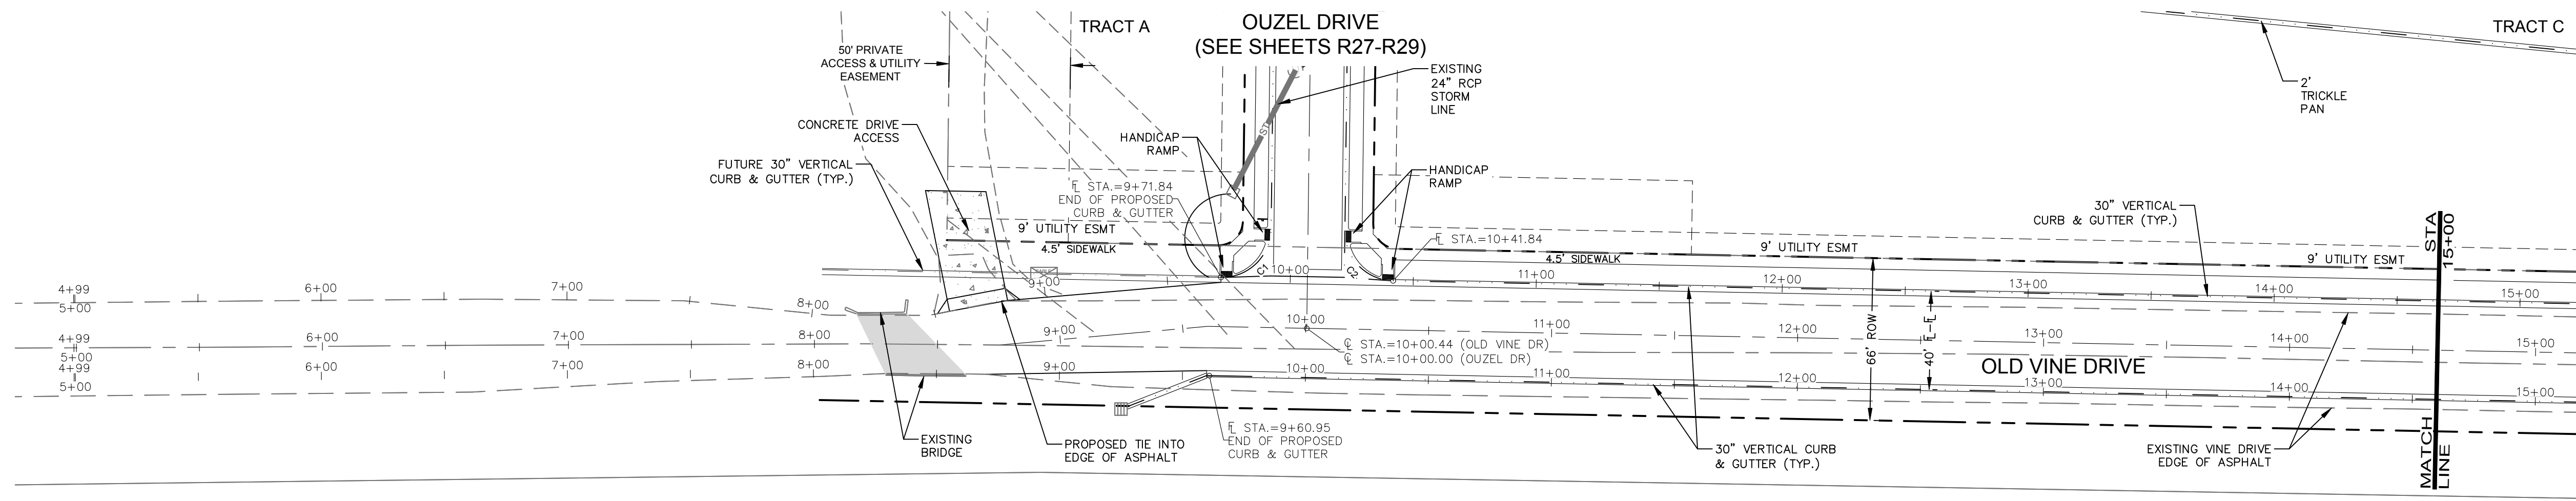 TRACT A
OUZEL DRIVE
(SEE SHEETS R27-R29)
TRACT C
50' PRIVATE
ACCESS & UTILITY
EASEMENT
EXISTING
24" RCP
STORM
LINE
2'
TRICKLE
PAN
CONCRETE DRIVE
ACCESS
HANDICAP
RAMP
ST
FUTURE 30" VERTICAL
CURB & GUTTER (TYP.)
HANDICAP
RAMP
FL STA.=9+71.84
END OF PROPOSED
CURB & GUTTER
30" VERTICAL
CURB & GUTTER (TYP.)
STA
15+00
9' UTILITY ESMT
4.5' SIDEWALK
FL STA.=10+41.84
9' UTILITY ESMT
4.5' SIDEWALK
9' UTILITY ESMT
C1
C2
4+99
5+00
6+00
7+00
8+00
9+00
10+00
11+00
12+00
13+00
14+00
15+00
4+99
5+00
6+00
7+00
8+00
9+00
10+00
11+00
12+00
13+00
14+00
15+00
66' ROW
40' FL-FL
CL STA.=10+00.44 (OLD VINE DR)
CL STA.=10+00.00 (OUZEL DR)
OLD VINE DRIVE
4+99
5+00
6+00
7+00
8+00
9+00
10+00
11+00
12+00
13+00
14+00
15+00
EXISTING
BRIDGE
PROPOSED TIE INTO
EDGE OF ASPHALT
FL STA.=9+60.95
END OF PROPOSED
CURB & GUTTER
30" VERTICAL CURB
& GUTTER (TYP.)
EXISTING VINE DRIVE
EDGE OF ASPHALT
MATCH
LINE